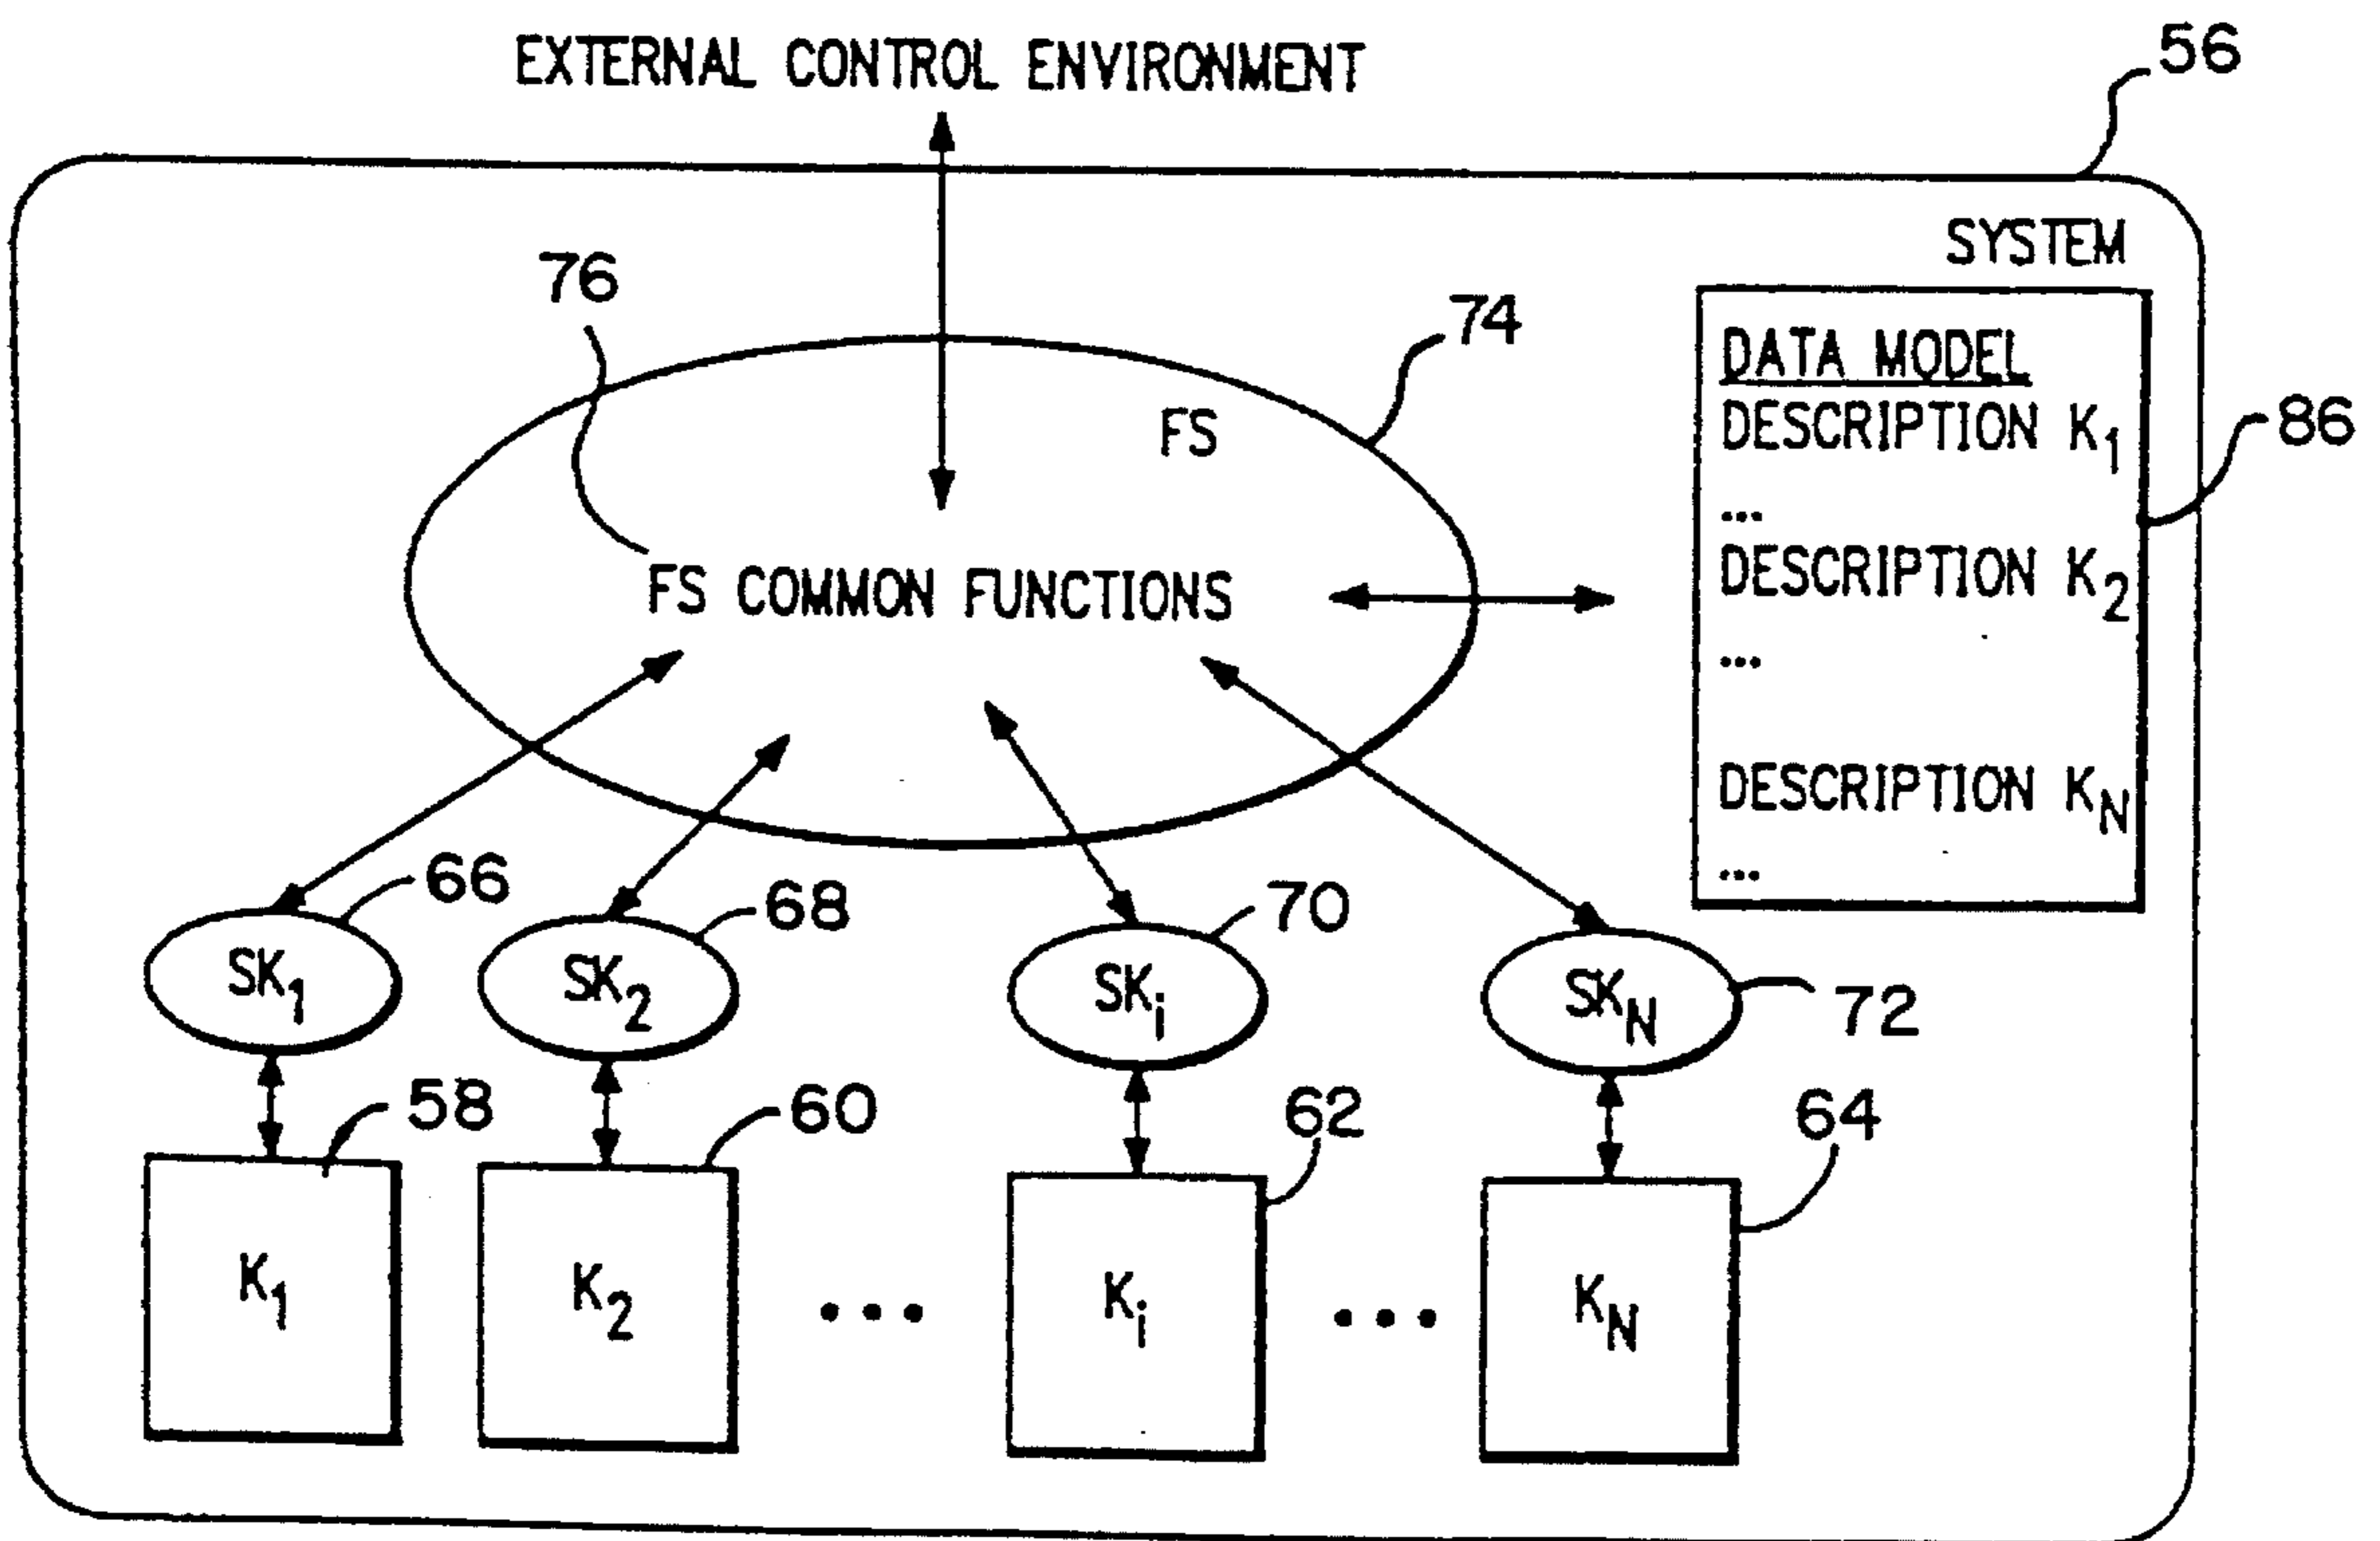 EXTERNAL CONTROL ENVIRONMENT
56
SYSTEM
76
74
FS
DATA MODEL
DESCRIPTION K1
...
DESCRIPTION K2
...
DESCRIPTION KN
...
86
FS COMMON FUNCTIONS
66
68
70
72
SK1
SK2
SKi
SKN
58
60
62
64
K1
K2
...
Ki
...
KN